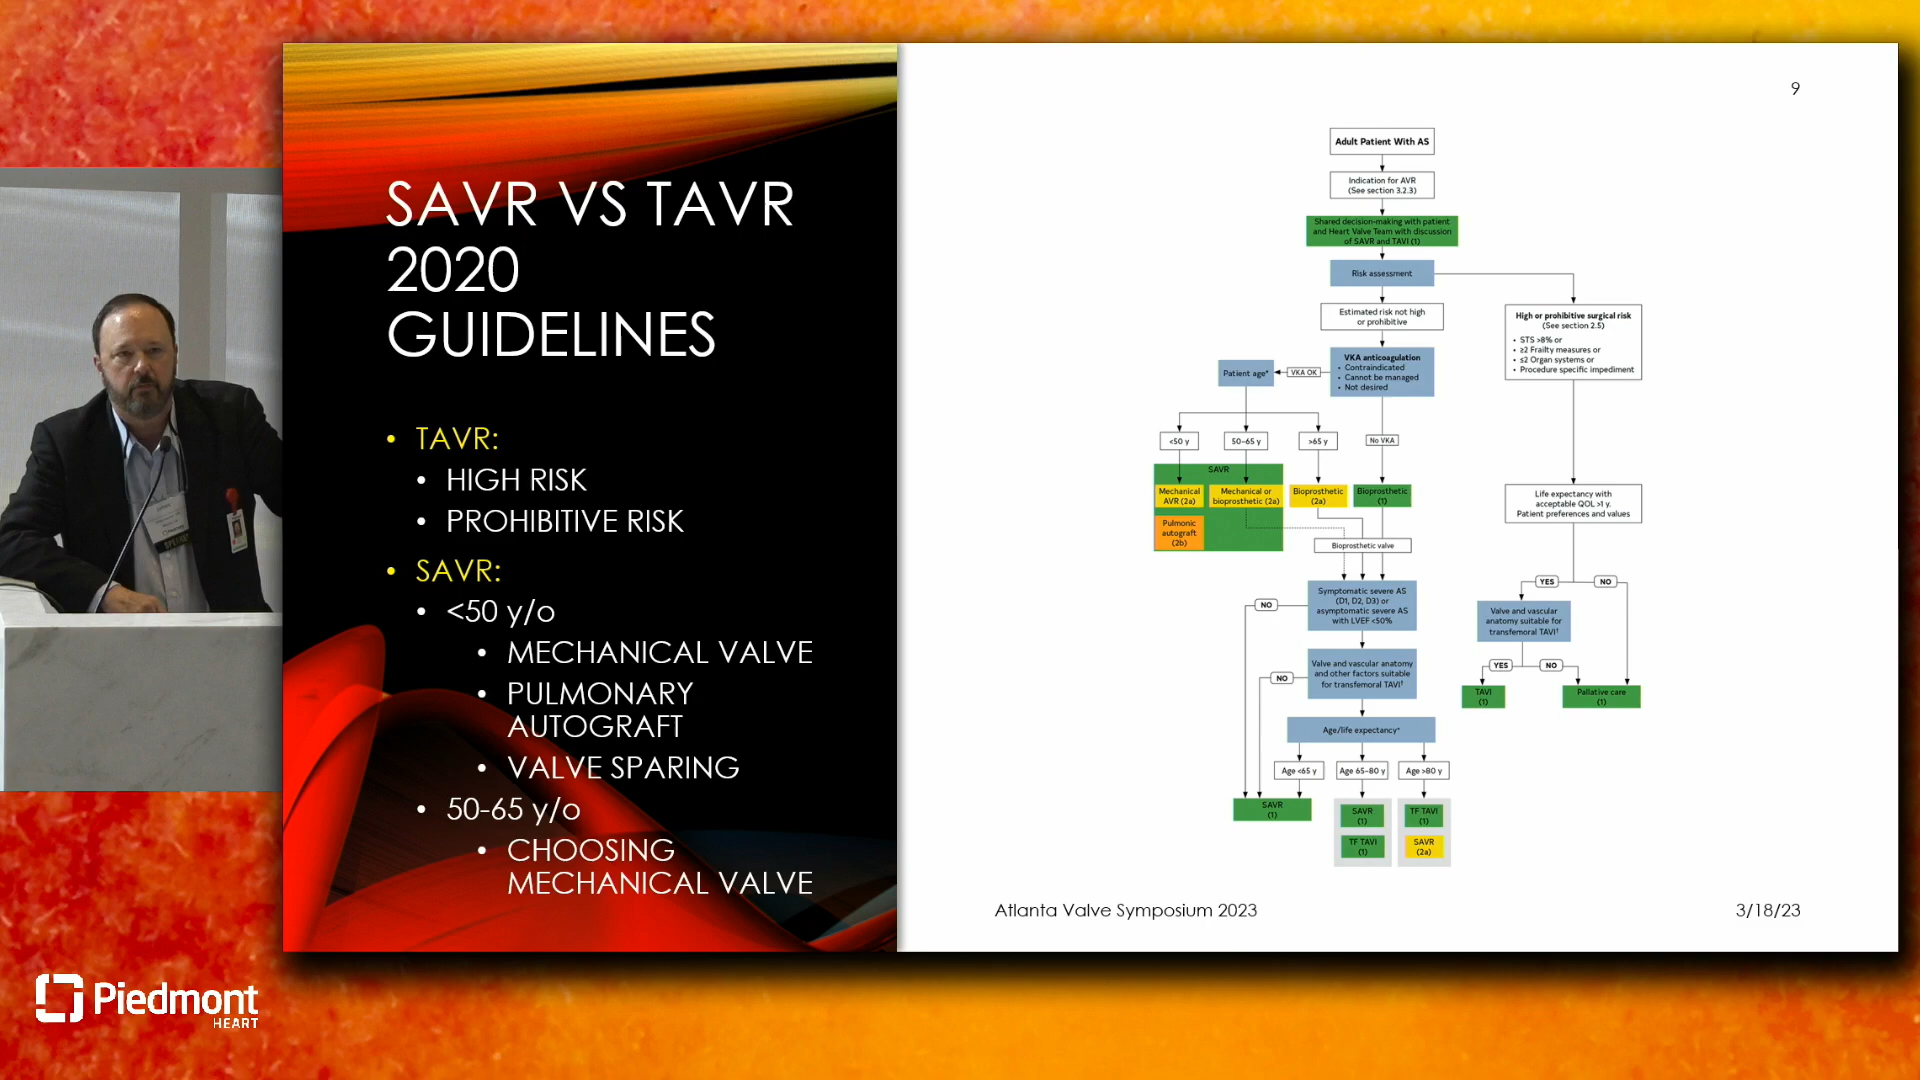 SAVR VS TAVR
2020
GUIDELINES
• TAVR:
• HIGH RISK
• PROHIBITIVE RISK
• SAVR:
• <50 y/o
• MECHANICAL VALVE
• PULMONARY
AUTOGRAFT
• VALVE SPARING
• 50-65 y/o
• CHOOSING
MECHANICAL VALVE
9
Adult Patient With AS
Indication for AVR
(See section 3.2.3)
Shared decision-making with patient
and Heart Valve Team with discussion
of SAVR and TAVI (1)
Risk assessment
Estimated risk not high
or prohibitive
High or prohibitive surgical risk
(See section 2.5)
• STS >8% or
• ≥2 Frailty measures or
• ≤2 Organ systems or
• Procedure specific impediment
VKA anticoagulation
• Contraindicated
• Cannot be managed
• Not desired
VKA OK
Patient age*
<50 y
50-65 y
>65 y
No VKA
SAVR
Mechanical
AVR (2a)
Mechanical or
bioprosthetic (2a)
Bioprosthetic
(2a)
Bioprosthetic
(1)
Pulmonic
autograft
(2b)
Bioprosthetic valve
Life expectancy with
acceptable QOL >1 y,
Patient preferences and values
YES
NO
Symptomatic severe AS
(D1, D2, D3) or
asymptomatic severe AS
with LVEF <50%
NO
Valve and vascular
anatomy suitable for
transfemoral TAVI†
YES
NO
Valve and vascular anatomy
and other factors suitable
for transfemoral TAVI†
NO
TAVI
(1)
Pallative care
(1)
Age/life expectancy*
Age <65 y
Age 65-80 y
Age >80 y
SAVR
(1)
SAVR
(1)
TF TAVI
(1)
TF TAVI
(1)
SAVR
(2a)
Atlanta Valve Symposium 2023
3/18/23
Piedmont
HEART